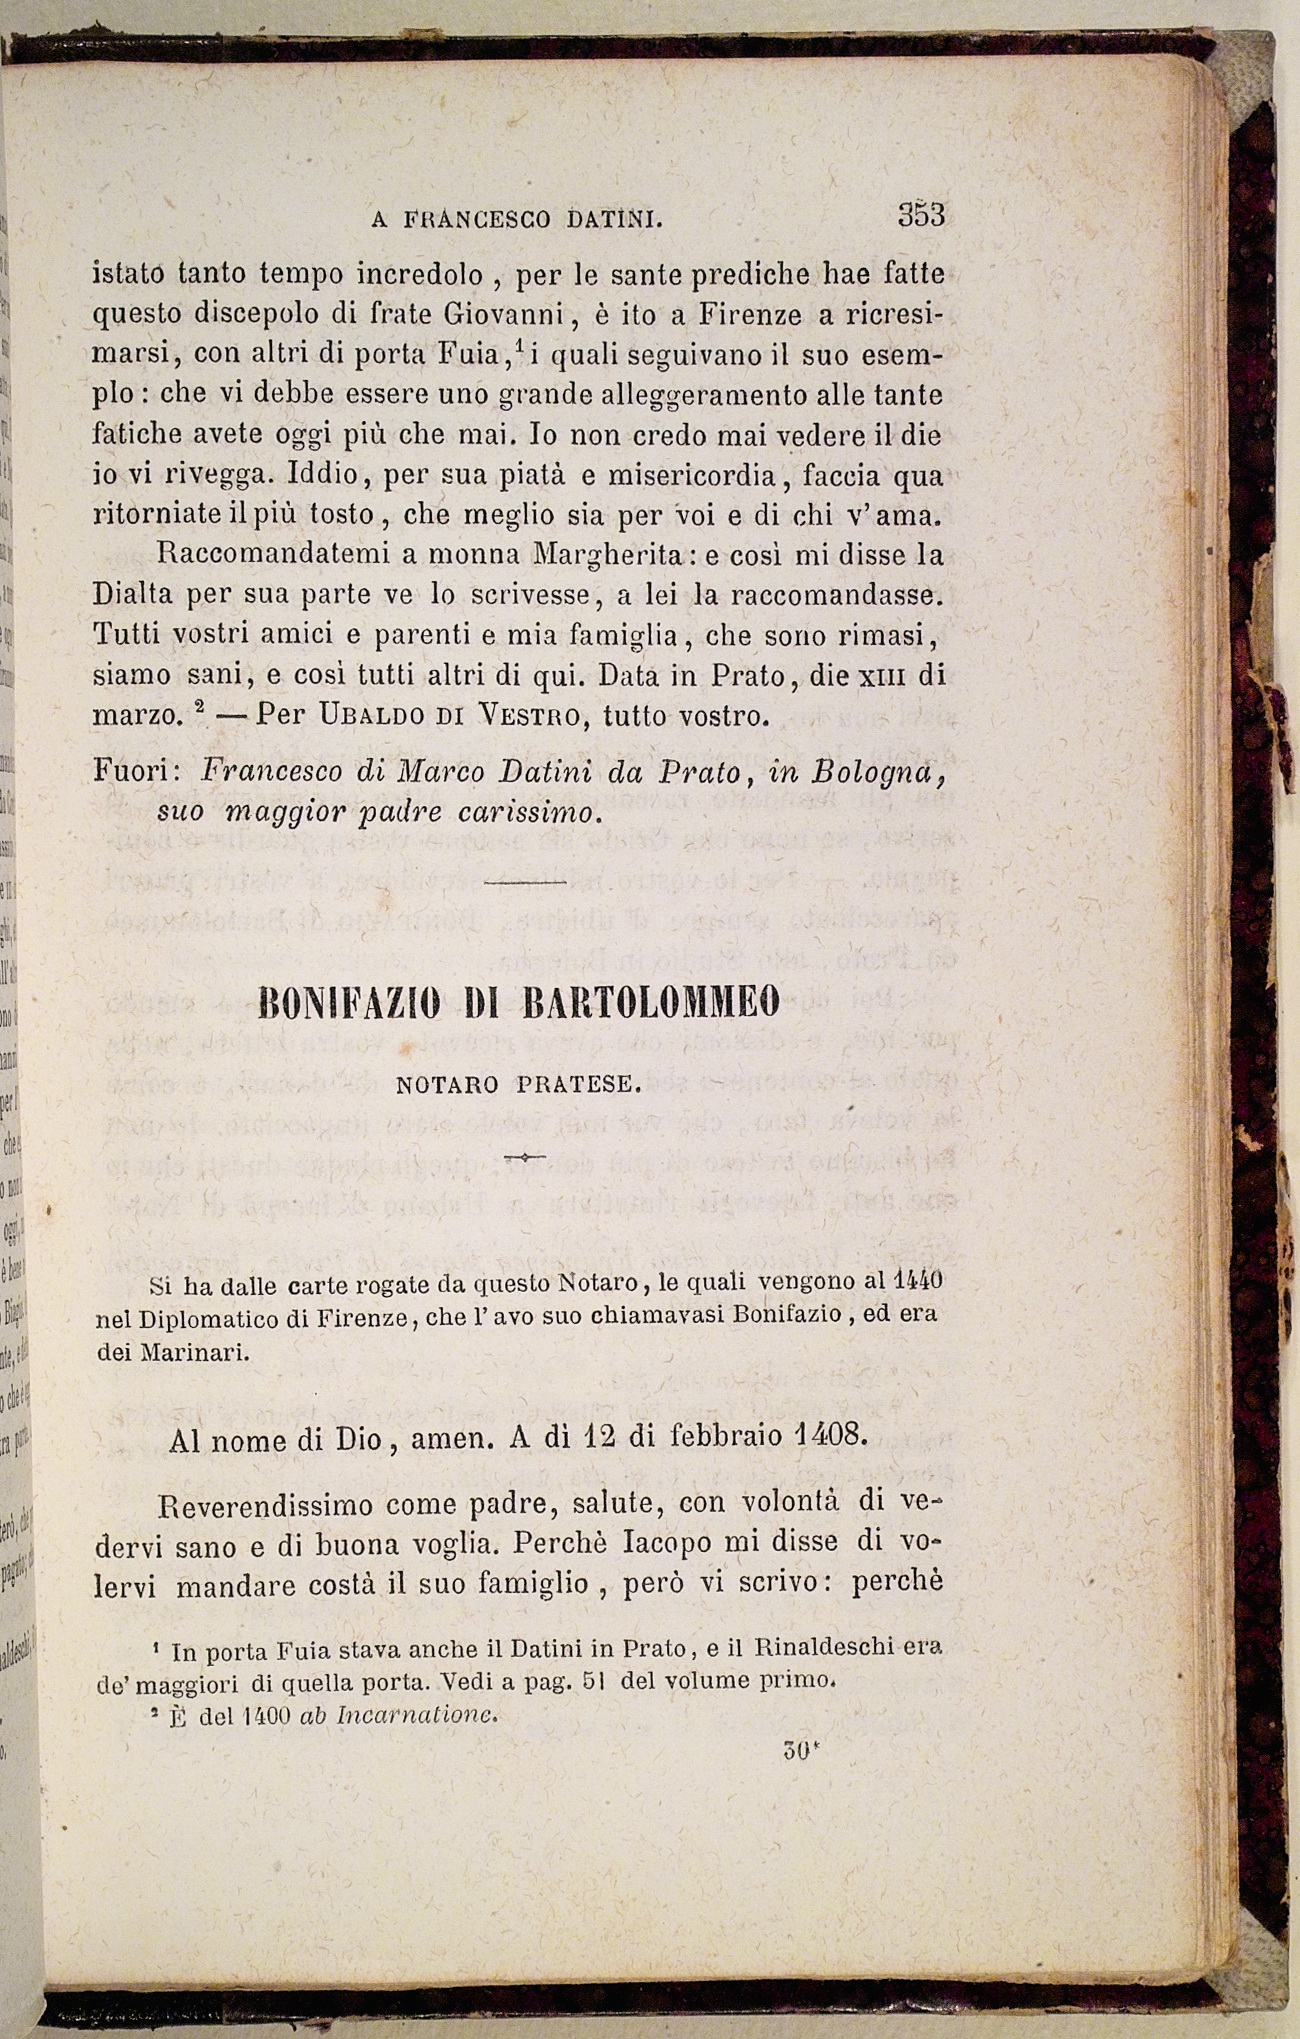 A FRANCESCO DATINI. 353
istato tanto tempo incredolo, per le sante prediche hae fatte
questo discepolo di frate Giovanni, è ito a Firenze a ricresi-
marsi, con altri di porta Fuia,¹ i quali seguivano il suo esem-
plo: che vi debbe essere uno grande alleggeramento alle tante
fatiche avete oggi più che mai. Io non credo mai vedere il die
io vi rivegga. Iddio, per sua piatà e misericordia, faccia qua
ritorniate il più tosto, che meglio sia per voi e di chi v'ama.
Raccomandatemi a monna Margherita: e così mi disse la
Dialta per sua parte ve lo scrivesse, a lei la raccomandasse.
Tutti vostri amici e parenti e mia famiglia, che sono rimasi,
siamo sani, e così tutti altri di qui. Data in Prato, die XIII di
marzo.² — Per UBALDO DI VESTRO, tutto vostro.
Fuori: Francesco di Marco Datini da Prato, in Bologna,
suo maggior padre carissimo.
BONIFAZIO DI BARTOLOMMEO
NOTARO PRATESE.
Si ha dalle carte rogate da questo Notaro, le quali vengono al 1440
nel Diplomatico di Firenze, che l'avo suo chiamavasi Bonifazio, ed era
dei Marinari.
Al nome di Dio, amen. A dì 12 di febbraio 1408.
Reverendissimo come padre, salute, con volontà di ve-
dervi sano e di buona voglia. Perchè Iacopo mi disse di vo-
lervi mandare costà il suo famiglio, però vi scrivo: perchè
¹ In porta Fuia stava anche il Datini in Prato, e il Rinaldeschi era
de' maggiori di quella porta. Vedi a pag. 51 del volume primo.
² È del 1400 ab Incarnatione.
30*